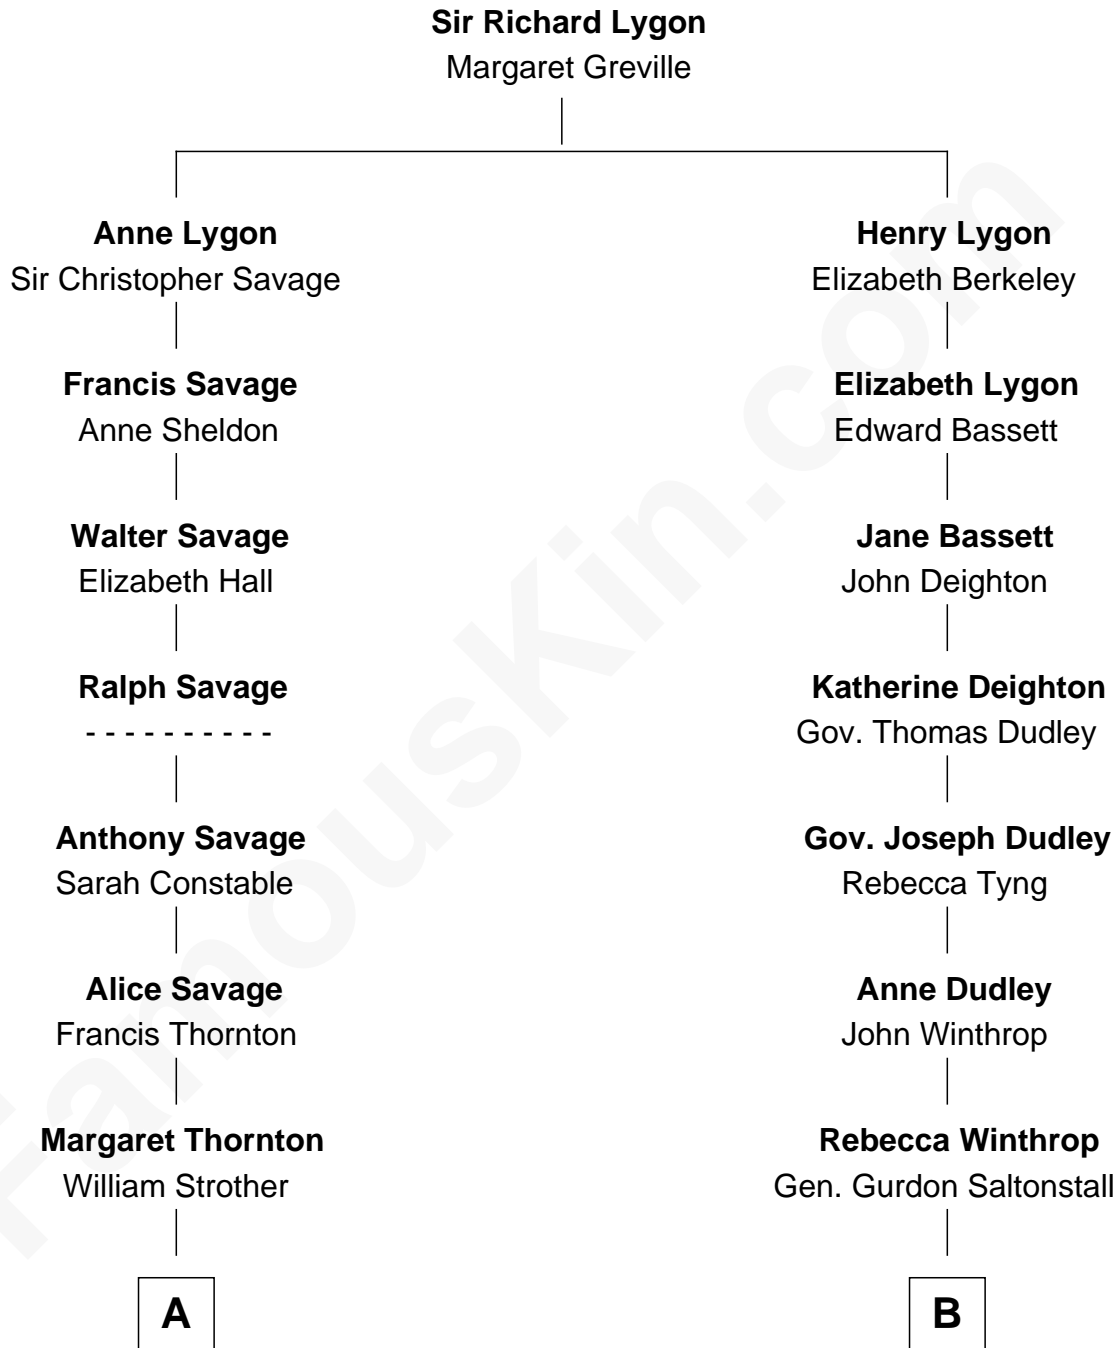 Sir Richard Lygon
Margaret Greville
Anne Lygon
Sir Christopher Savage
Henry Lygon
Elizabeth Berkeley
Francis Savage
Anne Sheldon
Elizabeth Lygon
Edward Bassett
Walter Savage
Elizabeth Hall
Jane Bassett
John Deighton
Ralph Savage
- - - - - - - - - -
Katherine Deighton
Gov. Thomas Dudley
Anthony Savage
Sarah Constable
Gov. Joseph Dudley
Rebecca Tyng
Alice Savage
Francis Thornton
Anne Dudley
John Winthrop
Margaret Thornton
William Strother
Rebecca Winthrop
Gen. Gurdon Saltonstall
A
B
FamousKin.com